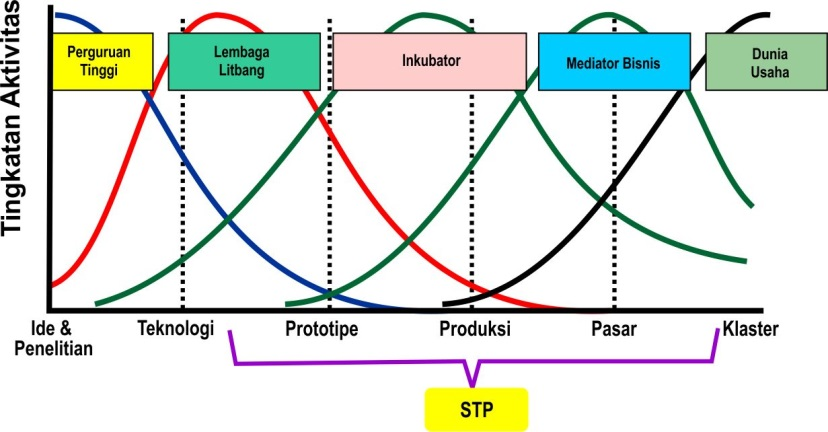 Tingkatan Aktivitas
Perguruan
Tinggi
Lembaga
Litbang
Inkubator
Mediator Bisnis
Dunia
Usaha
Ide &
Penelitian
Teknologi
Prototipe
Produksi
Pasar
Klaster
STP